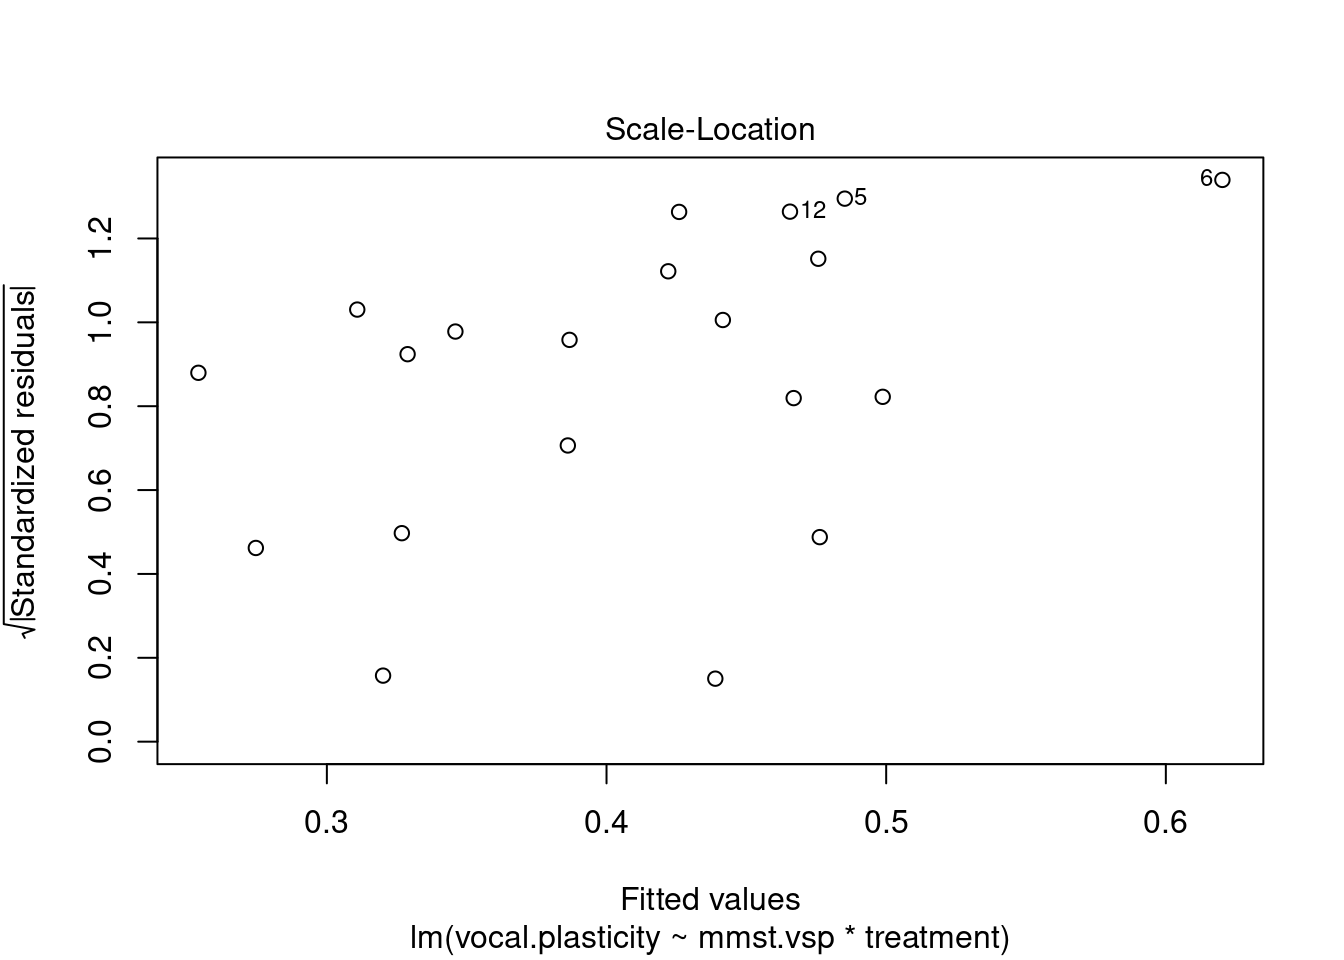 Scale-Location
√|Standardized residuals|
1.2
1.0
0.8
0.6
0.4
0.2
0.0
12
5
6
0.3 0.4 0.5 0.6
Fitted values
lm(vocal.plasticity ~ mmst.vsp * treatment)